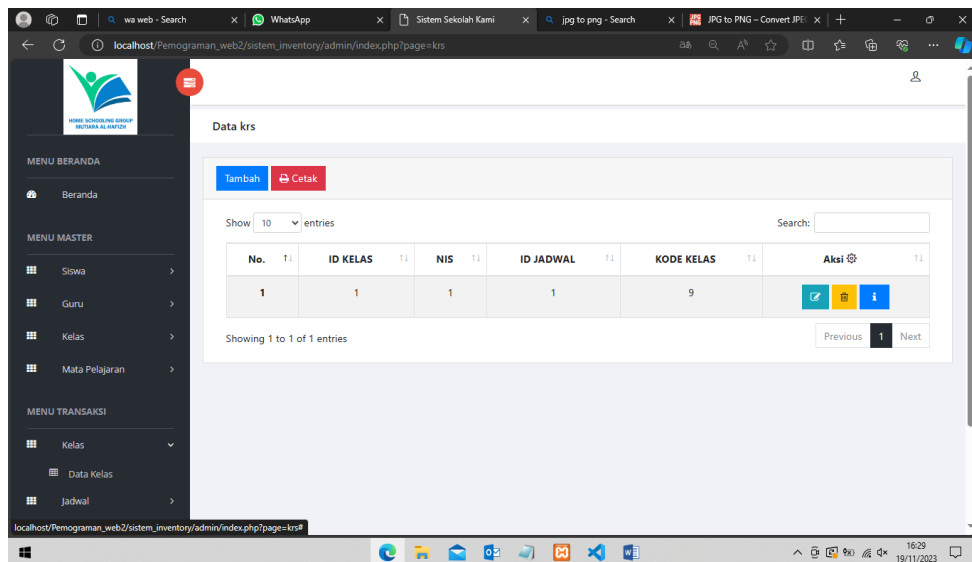 wa web - Search
WhatsApp
Sistem Sekolah Kami
jpg to png - Search
JPG to PNG – Convert JPE
localhost/Pemograman_web2/sistem_inventory/admin/index.php?page=krs
HOME SCHOOLING GROUP
MUTIARA AL-HAFIZH
Data krs
MENU BERANDA
Beranda
MENU MASTER
Siswa
Guru
Kelas
Mata Pelajaran
MENU TRANSAKSI
Kelas
Data Kelas
Jadwal
Tambah Cetak
Show 10 entries Search:
No. ID KELAS NIS ID JADWAL KODE KELAS Aksi
1 1 1 1 9
Showing 1 to 1 of 1 entries Previous 1 Next
localhost/Pemograman_web2/sistem_inventory/admin/index.php?page=krs#
16:29
19/11/2023